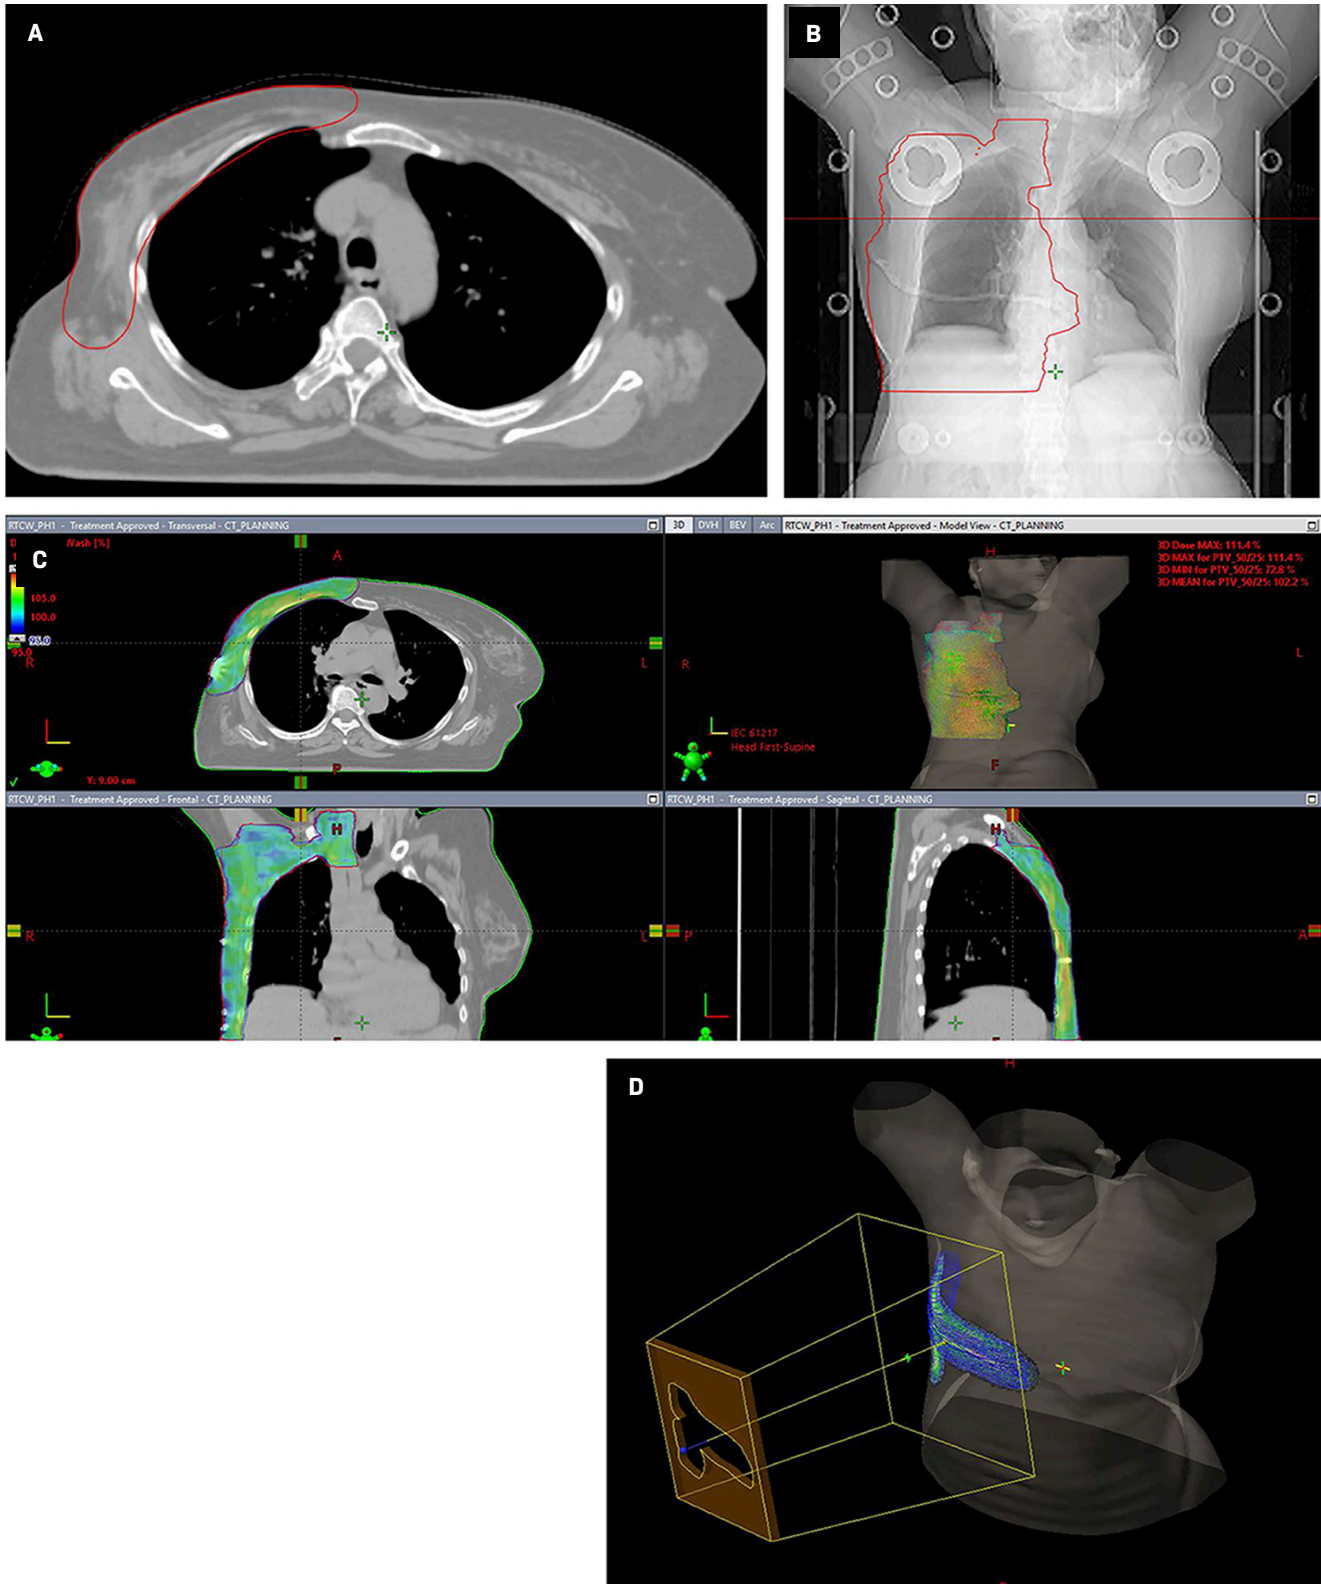 A
B
RTCW_PH1 - Treatment Approved - Transversal - CT_PLANNING
3D DVH BEV Arc RTCW_PH1 - Treatment Approved - Model View - CT_PLANNING
C
Wash [%]
105.0
100.0
95.0
95.0
A
R
L
P
Y: 9.00 cm
3D Dose MAX: 111.4 %
3D MAX for PTV_50/25: 111.4 %
3D MIN for PTV_50/25: 72.8 %
3D MEAN for PTV_50/25: 102.2 %
H
R
L
IEC 61217
Head First-Supine
F
RTCW_PH1 - Treatment Approved - Frontal - CT_PLANNING
RTCW_PH1 - Treatment Approved - Sagittal - CT_PLANNING
H
R
L
H
P
A
D
H